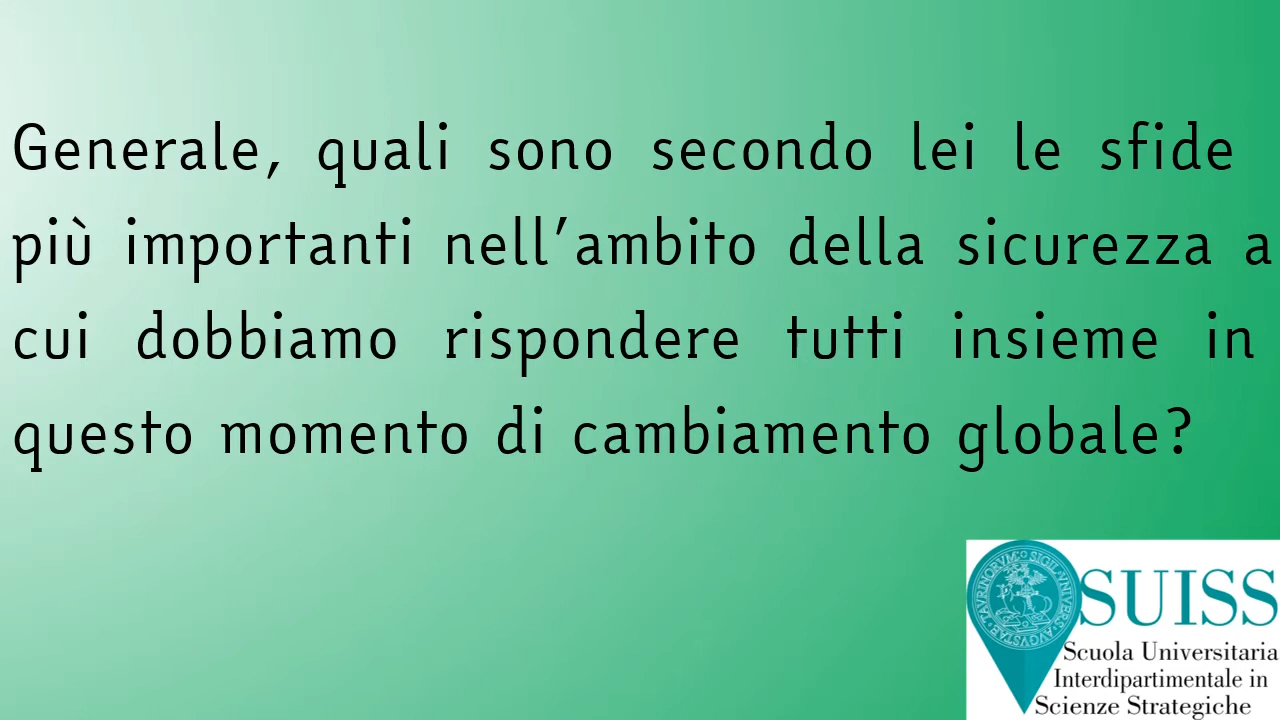 Generale, quali sono secondo lei le sfide
più importanti nell'ambito della sicurezza a
cui dobbiamo rispondere tutti insieme in
questo momento di cambiamento globale?
SUISS
Scuola Universitaria
Interdipartimentale in
Scienze Strategiche